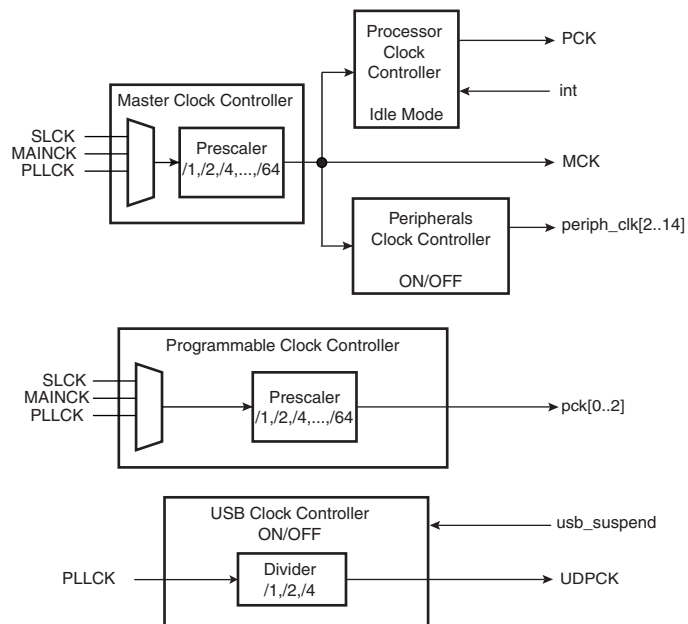 Processor
Clock
Controller
Idle Mode
PCK
int
Master Clock Controller
SLCK
MAINCK
PLLCK
Prescaler
/1,/2,/4,...,/64
MCK
Peripherals
Clock Controller
ON/OFF
periph_clk[2..14]
Programmable Clock Controller
SLCK
MAINCK
PLLCK
Prescaler
/1,/2,/4,...,/64
pck[0..2]
USB Clock Controller
ON/OFF
usb_suspend
PLLCK
Divider
/1,/2,/4
UDPCK